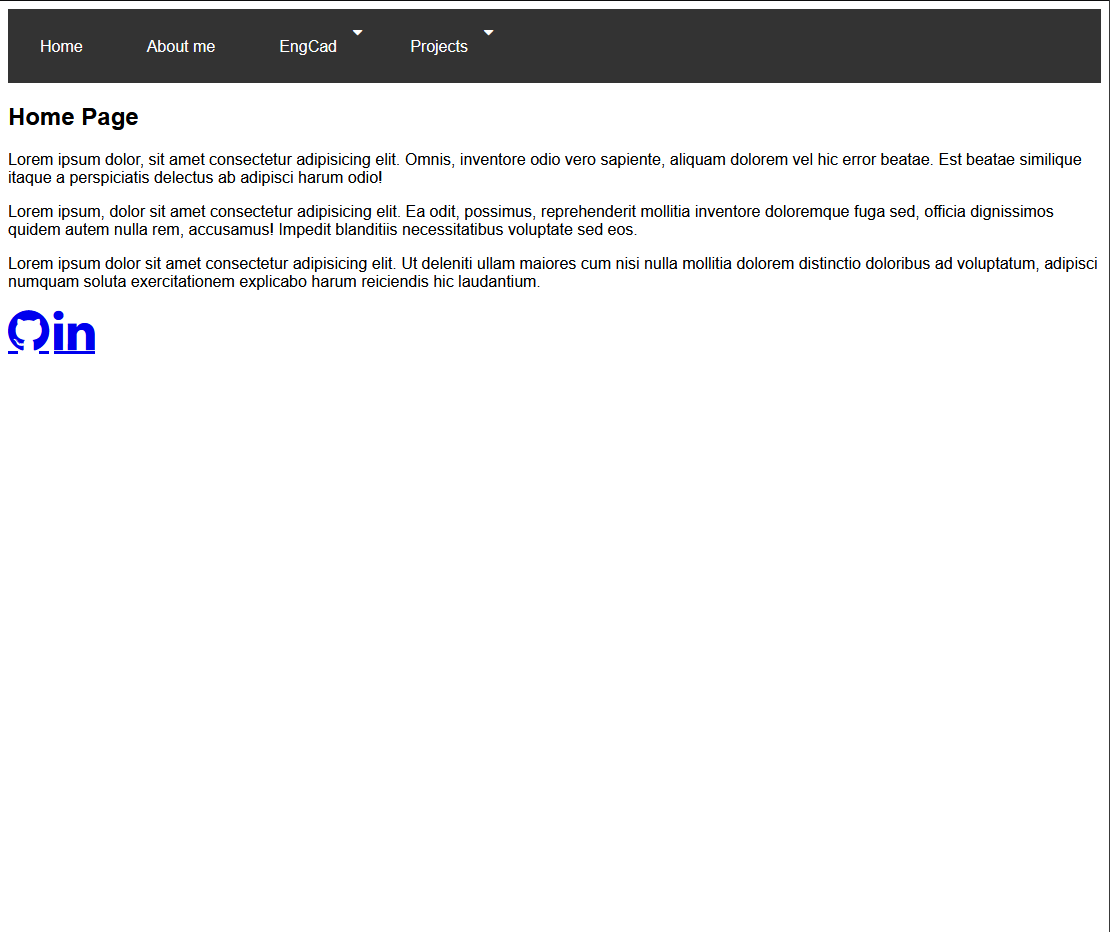 Home About me EngCad Projects
Home Page
Lorem ipsum dolor, sit amet consectetur adipisicing elit. Omnis, inventore odio vero sapiente, aliquam dolorem vel hic error beatae. Est beatae similique
itaque a perspiciatis delectus ab adipisci harum odio!
Lorem ipsum, dolor sit amet consectetur adipisicing elit. Ea odit, possimus, reprehenderit mollitia inventore doloremque fuga sed, officia dignissimos
quidem autem nulla rem, accusamus! Impedit blanditiis necessitatibus voluptate sed eos.
Lorem ipsum dolor sit amet consectetur adipisicing elit. Ut deleniti ullam maiores cum nisi nulla mollitia dolorem distinctio doloribus ad voluptatum, adipisci
numquam soluta exercitationem explicabo harum reiciendis hic laudantium.
in